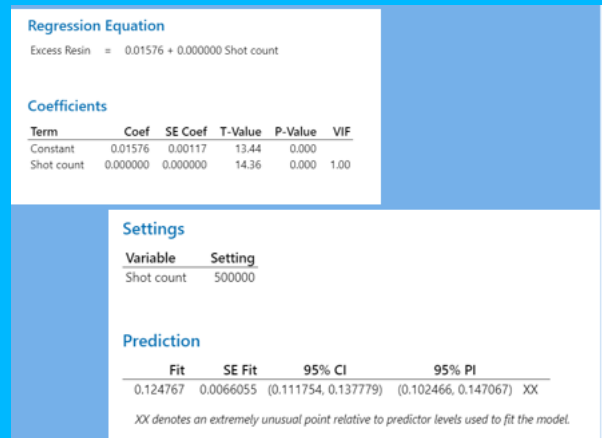 Regression Equation
Excess Resin = 0.01576 + 0.000000 Shot count
Coefficients
Term Coef SE Coef T-Value P-Value VIF
Constant 0.01576 0.00117 13.44 0.000
Shot count 0.000000 0.000000 14.36 0.000 1.00
Settings
Variable Setting
Shot count 500000
Prediction
Fit SE Fit 95% CI 95% PI
0.124767 0.0066055 (0.111754, 0.137779) (0.102466, 0.147067) XX
XX denotes an extremely unusual point relative to predictor levels used to fit the model.